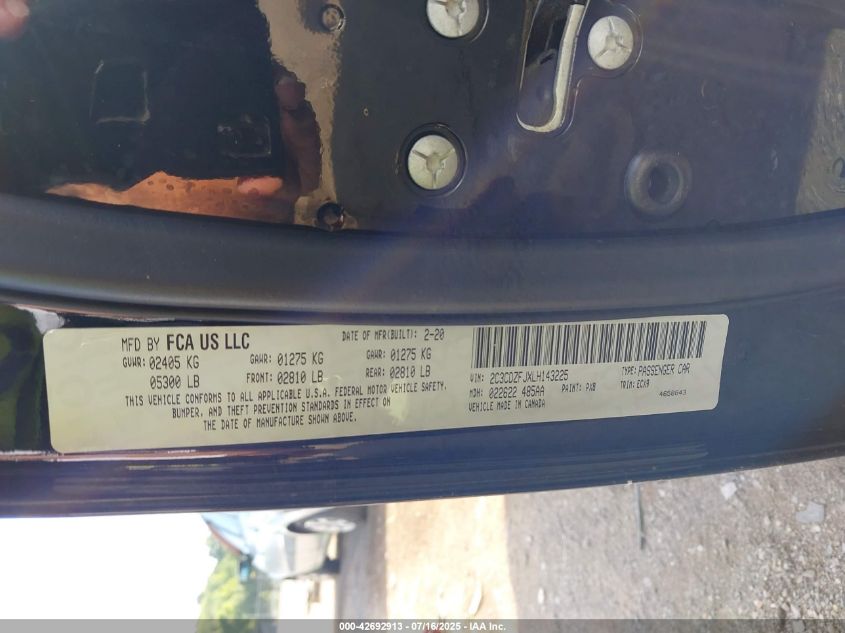 MFD BY FCA US LLC
DATE OF MFR(BUILT): 2-20
GVWR: 02405 KG
GAWR: 01275 KG
GAWR: 01275 KG
05300 LB
FRONT: 02810 LB
REAR: 02810 LB
THIS VEHICLE CONFORMS TO ALL APPLICABLE U.S.A. FEDERAL MOTOR VEHICLE SAFETY,
BUMPER, AND THEFT PREVENTION STANDARDS IN EFFECT ON
THE DATE OF MANUFACTURE SHOWN ABOVE.
VIN: 2C3CDZFJXLH143225
TYPE: PASSENGER CAR
MDH: 022622 485AA
PAINT: PX8
TRIM: ECX9
VEHICLE MADE IN CANADA
4656643
000-42692913 - 07/16/2025 - IAA Inc.